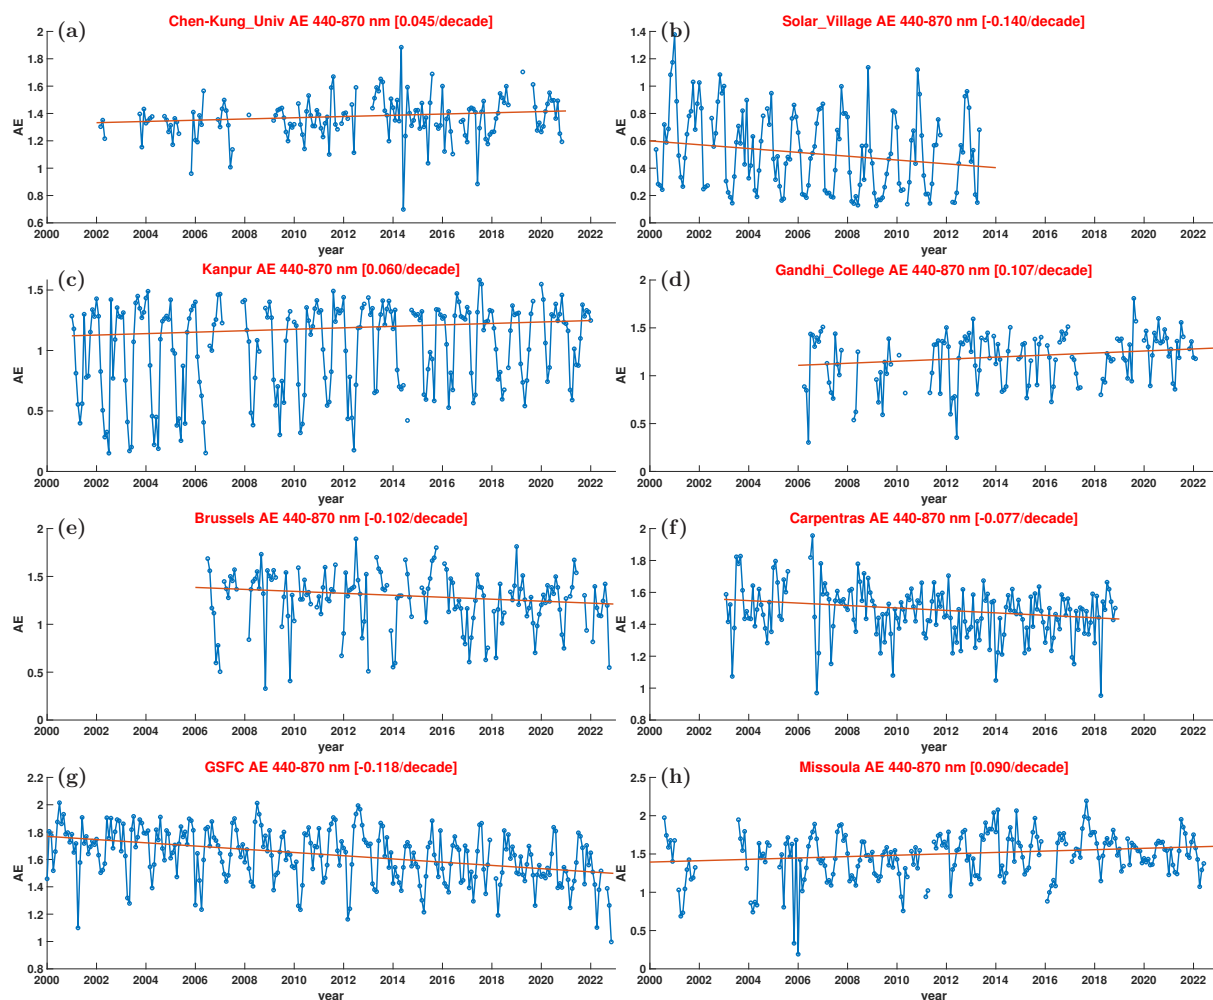 (a) Chen-Kung_Univ AE 440-870 nm [0.045/decade]
2
1.8
1.6
1.4
1.2
1
0.8
0.6
AE
2000 2002 2004 2006 2008 2010 2012 2014 2016 2018 2020 2022
year
(b) Solar_Village AE 440-870 nm [-0.140/decade]
1.4
1.2
1
0.8
0.6
0.4
0.2
0
AE
2000 2002 2004 2006 2008 2010 2012 2014 2016 2018 2020 2022
year
(c) Kanpur AE 440-870 nm [0.060/decade]
1.5
1
0.5
0
AE
2000 2002 2004 2006 2008 2010 2012 2014 2016 2018 2020 2022
year
(d) Gandhi_College AE 440-870 nm [0.107/decade]
2
1.5
1
0.5
0
AE
2000 2002 2004 2006 2008 2010 2012 2014 2016 2018 2020 2022
year
(e) Brussels AE 440-870 nm [-0.102/decade]
2
1.5
1
0.5
0
AE
2000 2002 2004 2006 2008 2010 2012 2014 2016 2018 2020 2022
year
(f) Carpentras AE 440-870 nm [-0.077/decade]
2
1.8
1.6
1.4
1.2
1
0.8
AE
2000 2002 2004 2006 2008 2010 2012 2014 2016 2018 2020 2022
year
(g) GSFC AE 440-870 nm [-0.118/decade]
2.2
2
1.8
1.6
1.4
1.2
1
0.8
AE
2000 2002 2004 2006 2008 2010 2012 2014 2016 2018 2020 2022
year
(h) Missoula AE 440-870 nm [0.090/decade]
2.5
2
1.5
1
0.5
0
AE
2000 2002 2004 2006 2008 2010 2012 2014 2016 2018 2020 2022
year